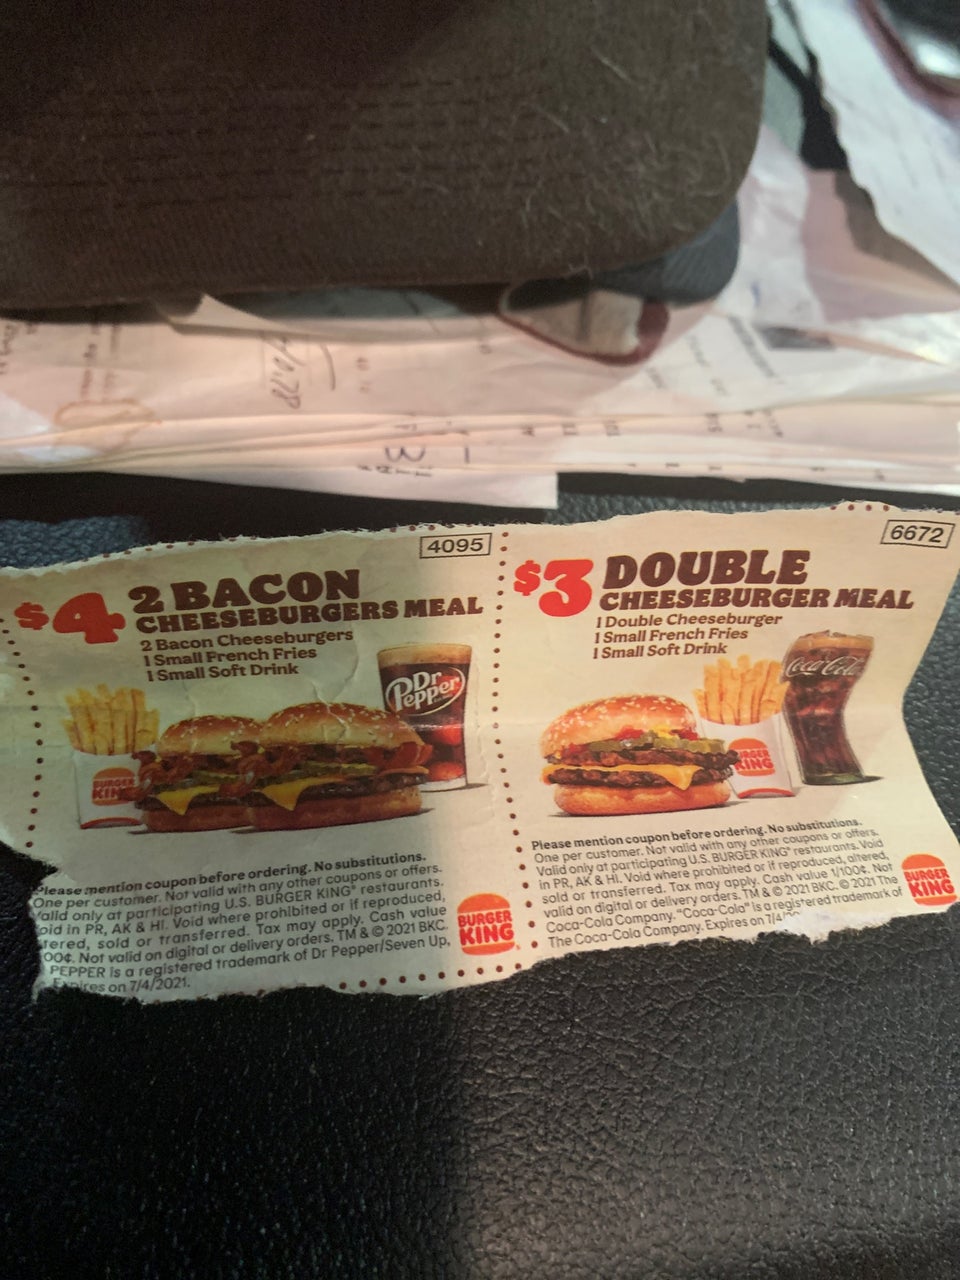 4095
$4 2 BACON
CHEESEBURGERS MEAL
2 Bacon Cheeseburgers
1 Small French Fries
1 Small Soft Drink
Dr
Pepper
BURGER
KING
Please mention coupon before ordering. No substitutions.
One per customer. Not valid with any other coupons or offers.
Valid only at participating U.S. BURGER KING® restaurants.
oid in PR, AK & HI. Void where prohibited or if reproduced,
tered, sold or transferred. Tax may apply. Cash value
00¢. Not valid on digital or delivery orders. TM & © 2021 BKC.
PEPPER is a registered trademark of Dr Pepper/Seven Up,
Expires on 7/4/2021.
BURGER
KING
6672
$3 DOUBLE
CHEESEBURGER MEAL
1 Double Cheeseburger
1 Small French Fries
1 Small Soft Drink
Coca-Cola
BURGER
KING
Please mention coupon before ordering. No substitutions.
One per customer. Not valid with any other coupons or offers.
Valid only at participating U.S. BURGER KING® restaurants. Void
in PR, AK & HI. Void where prohibited or if reproduced, altered,
sold or transferred. Tax may apply. Cash value 1/100¢. Not
valid on digital or delivery orders. TM & © 2021 BKC. © 2021 The
Coca-Cola Company. "Coca-Cola" is a registered trademark of
The Coca-Cola Company. Expires on 7/4/
BURGER
KING